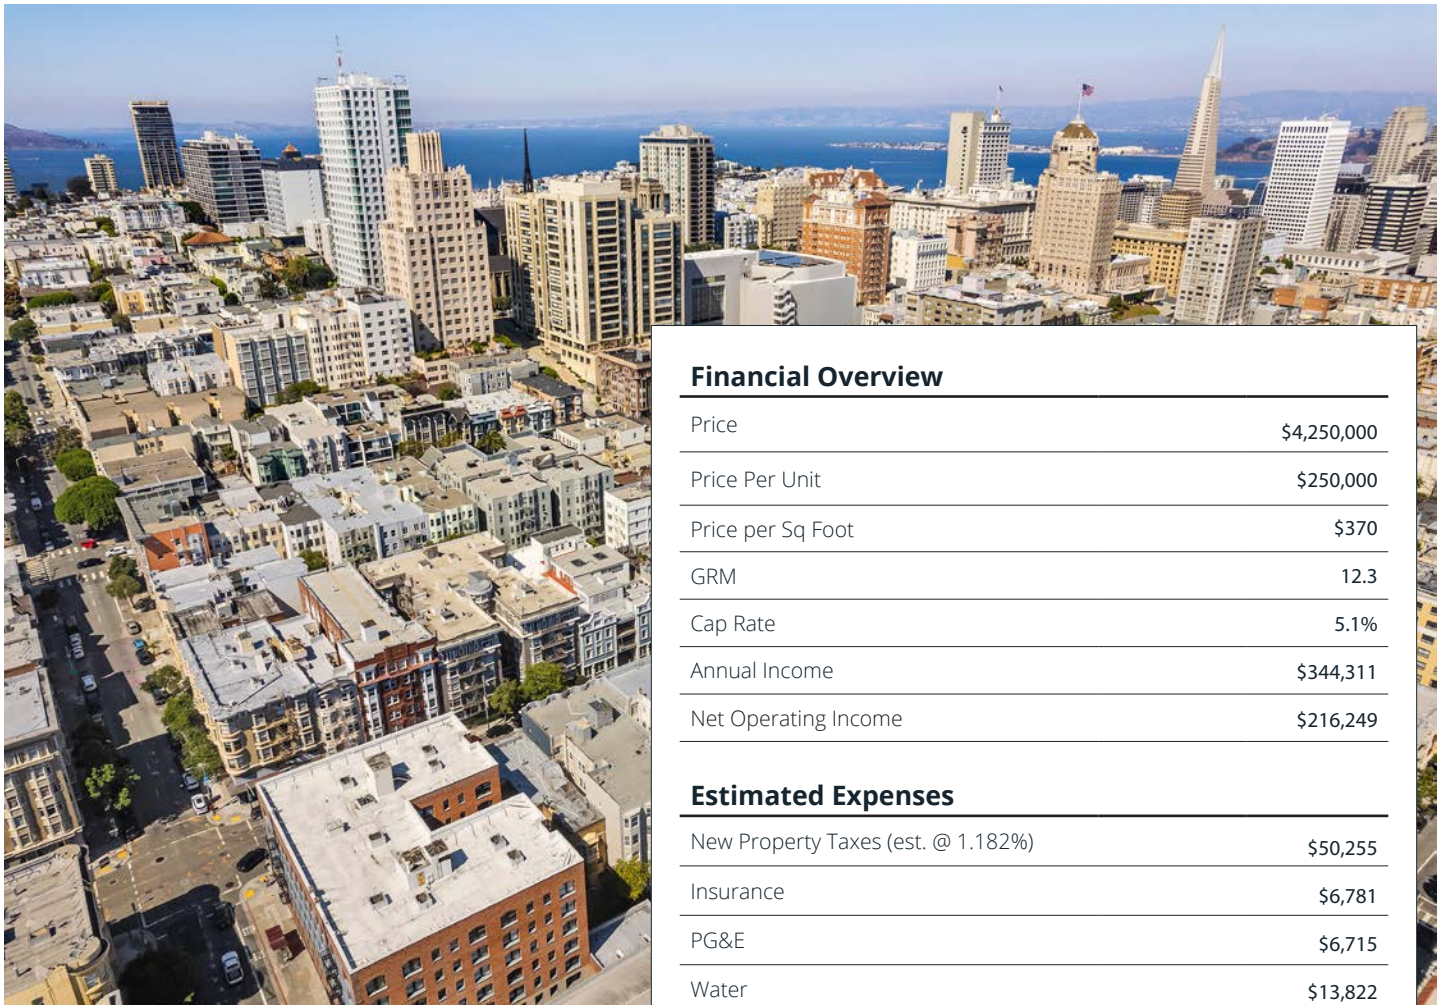 Financial Overview
Price $4,250,000
Price Per Unit $250,000
Price per Sq Foot $370
GRM 12.3
Cap Rate 5.1%
Annual Income $344,311
Net Operating Income $216,249
Estimated Expenses
New Property Taxes (est. @ 1.182%) $50,255
Insurance $6,781
PG&E $6,715
Water $13,822